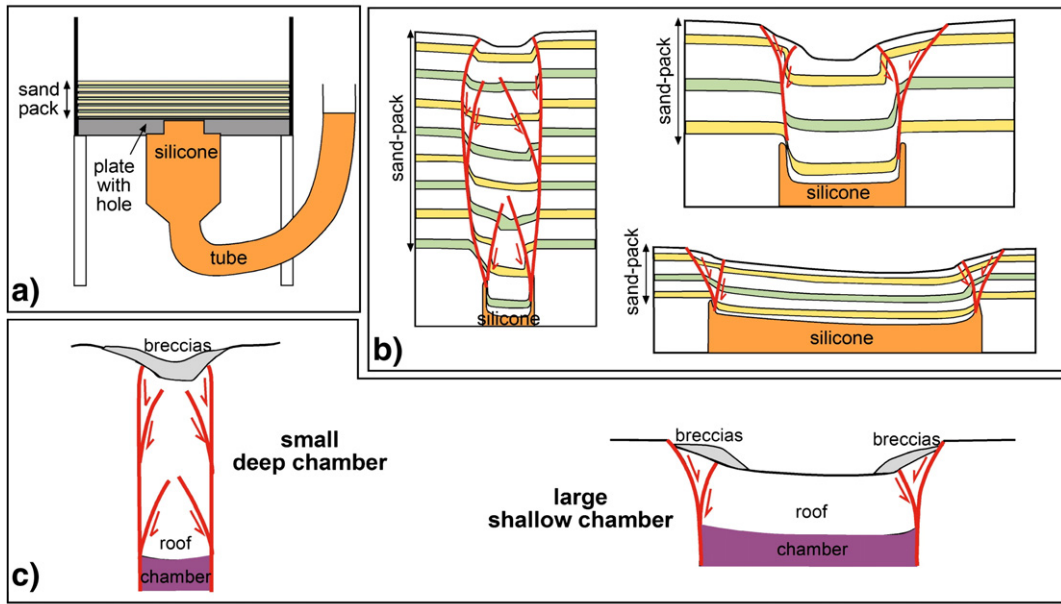 a)
sand
pack
plate
with
hole
silicone
tube
b)
sand-pack
silicone
sand-pack
silicone
sand-pack
silicone
c)
breccias
small
deep chamber
roof
chamber
breccias
breccias
large
shallow chamber
roof
chamber